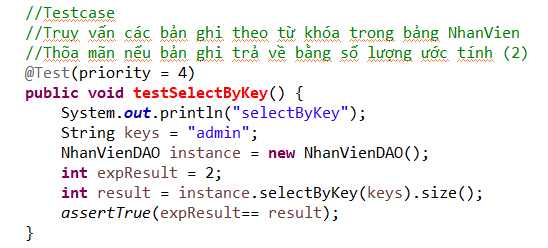 //Testcase
//Truy vấn các bản ghi theo từ khóa trong bảng NhanVien
//Thõa mãn nếu bản ghi trả về bằng số lượng ước tính (2)
@Test(priority = 4)
public void testSelectByKey() {
System.out.println("selectByKey");
String keys = "admin";
NhanVienDAO instance = new NhanVienDAO();
int expResult = 2;
int result = instance.selectByKey(keys).size();
assertTrue(expResult== result);
}